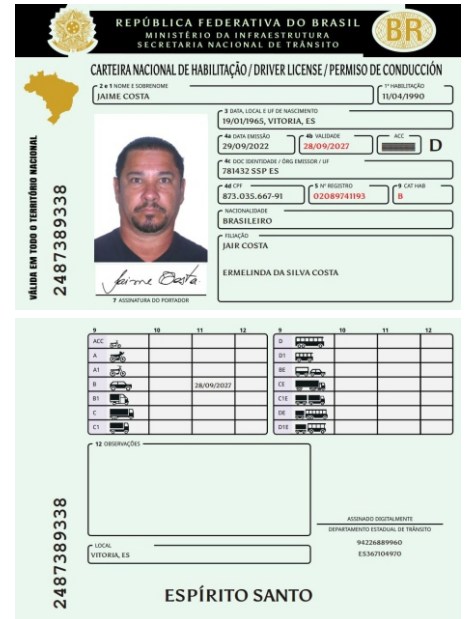 REPÚBLICA FEDERATIVA DO BRASIL
MINISTÉRIO DA INFRAESTRUTURA
SECRETARIA NACIONAL DE TRÂNSITO
BR
CARTEIRA NACIONAL DE HABILITAÇÃO / DRIVER LICENSE / PERMISO DE CONDUCCIÓN
2 e 1 NOME E SOBRENOME
JAIME COSTA
1ª HABILITAÇÃO
11/04/1990
3 DATA, LOCAL E UF DE NASCIMENTO
19/01/1965, VITORIA, ES
4a DATA EMISSÃO
29/09/2022
4b VALIDADE
28/09/2027
ACC
D
4c DOC IDENTIDADE / ÓRG EMISSOR / UF
781432 SSP ES
4d CPF
873.035.667-91
5 Nº REGISTRO
02089741193
9 CAT HAB
B
NACIONALIDADE
BRASILEIRO
FILIAÇÃO
JAIR COSTA
ERMELINDA DA SILVA COSTA
Jaime Costa
7 ASSINATURA DO PORTADOR
VÁLIDA EM TODO O TERRITÓRIO NACIONAL
2487389338
9 10 11 12 9 10 11 12
ACC D
A D1
A1 BE
B 28/09/2027 CE
B1 C1E
C DE
C1 D1E
12 OBSERVAÇÕES
2487389338
LOCAL
VITORIA, ES
ASSINADO DIGITALMENTE
DEPARTAMENTO ESTADUAL DE TRÂNSITO
94226889960
ES367104970
ESPÍRITO SANTO